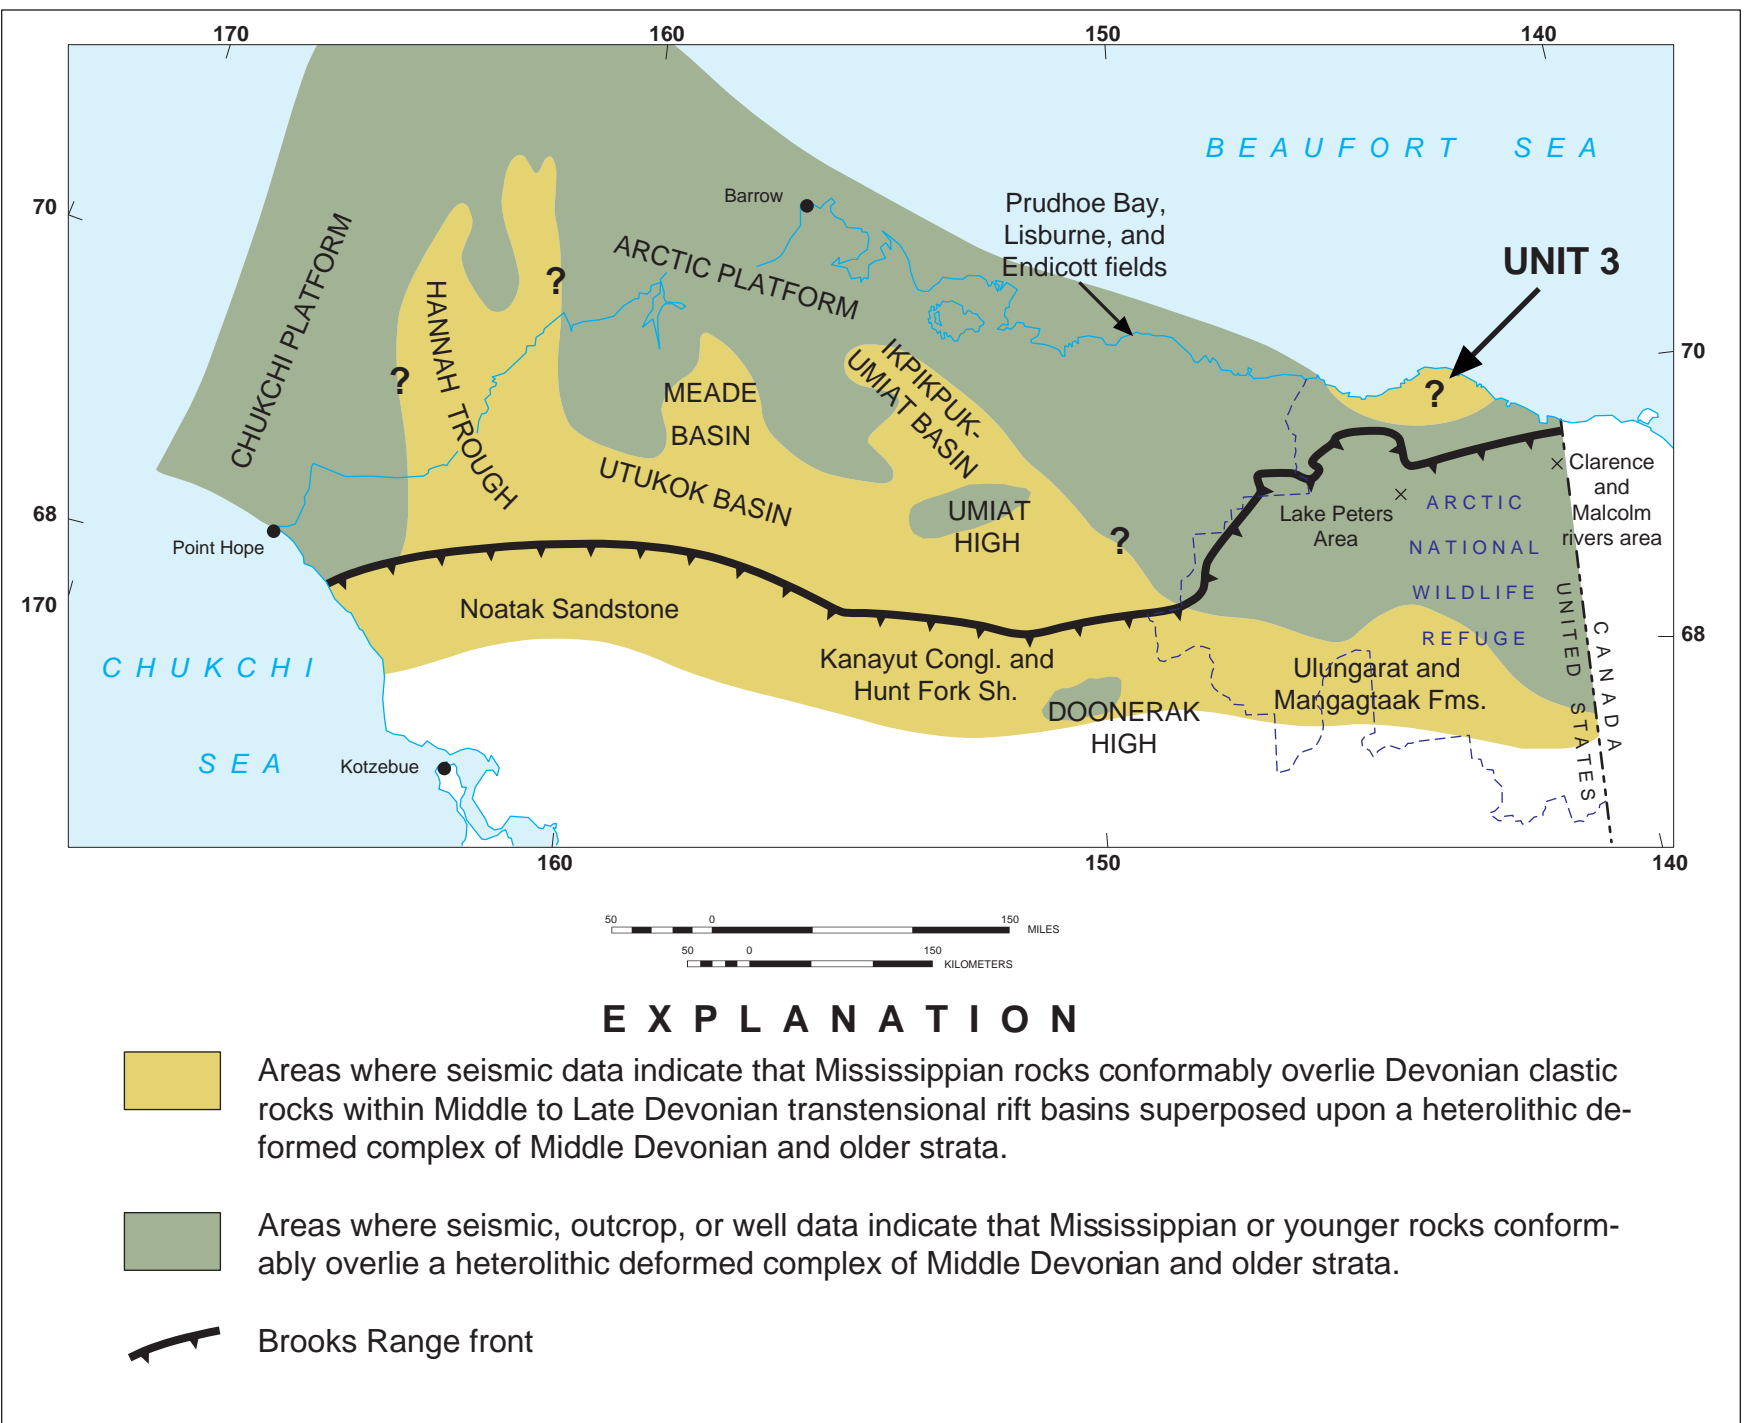 170
160
150
140
BEAUFORT SEA
Barrow
Prudhoe Bay,
Lisburne, and
Endicott fields
70
UNIT 3
CHUKCHI PLATFORM
ARCTIC PLATFORM
?
HANNAH TROUGH
?
70
IKPIKPUK-
UMIAT BASIN
MEADE
BASIN
?
UTUKOK BASIN
Clarence
and
Malcolm
rivers area
68
UMIAT
HIGH
Lake Peters
Area
ARCTIC
NATIONAL
WILDLIFE
REFUGE
Point Hope
?
170
Noatak Sandstone
UNITED STATES
CANADA
68
CHUKCHI
SEA
Kanayut Congl. and
Hunt Fork Sh.
Ulungarat and
Mangagtaak Fms.
DOONERAK
HIGH
Kotzebue
160
150
140
50 0 150
MILES
50 0 150
KILOMETERS
EXPLANATION
Areas where seismic data indicate that Mississippian rocks conformably overlie Devonian clastic
rocks within Middle to Late Devonian transtensional rift basins superposed upon a heterolithic de-
formed complex of Middle Devonian and older strata.
Areas where seismic, outcrop, or well data indicate that Mississippian or younger rocks conform-
ably overlie a heterolithic deformed complex of Middle Devonian and older strata.
Brooks Range front